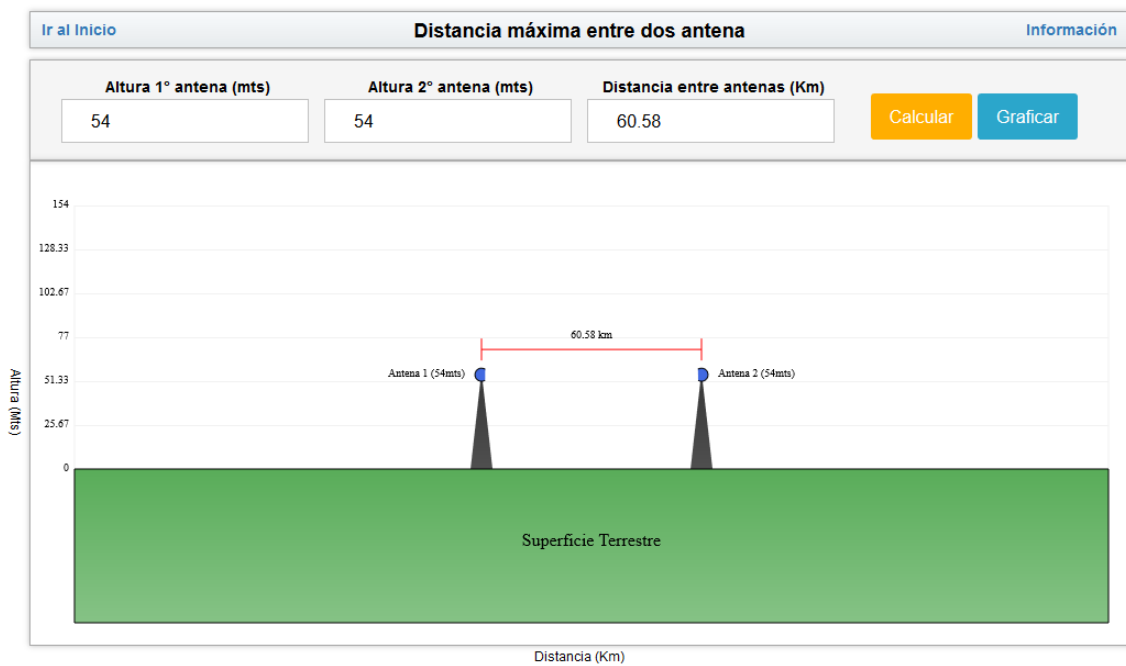 Ir al Inicio
Distancia máxima entre dos antena
Información
Altura 1° antena (mts)
Altura 2° antena (mts)
Distancia entre antenas (Km)
54
54
60.58
Calcular
Graficar
154
128.33
102.67
77
51.33
25.67
0
Altura (Mts)
60.58 km
Antena 1 (54mts)
Antena 2 (54mts)
Superficie Terrestre
Distancia (Km)